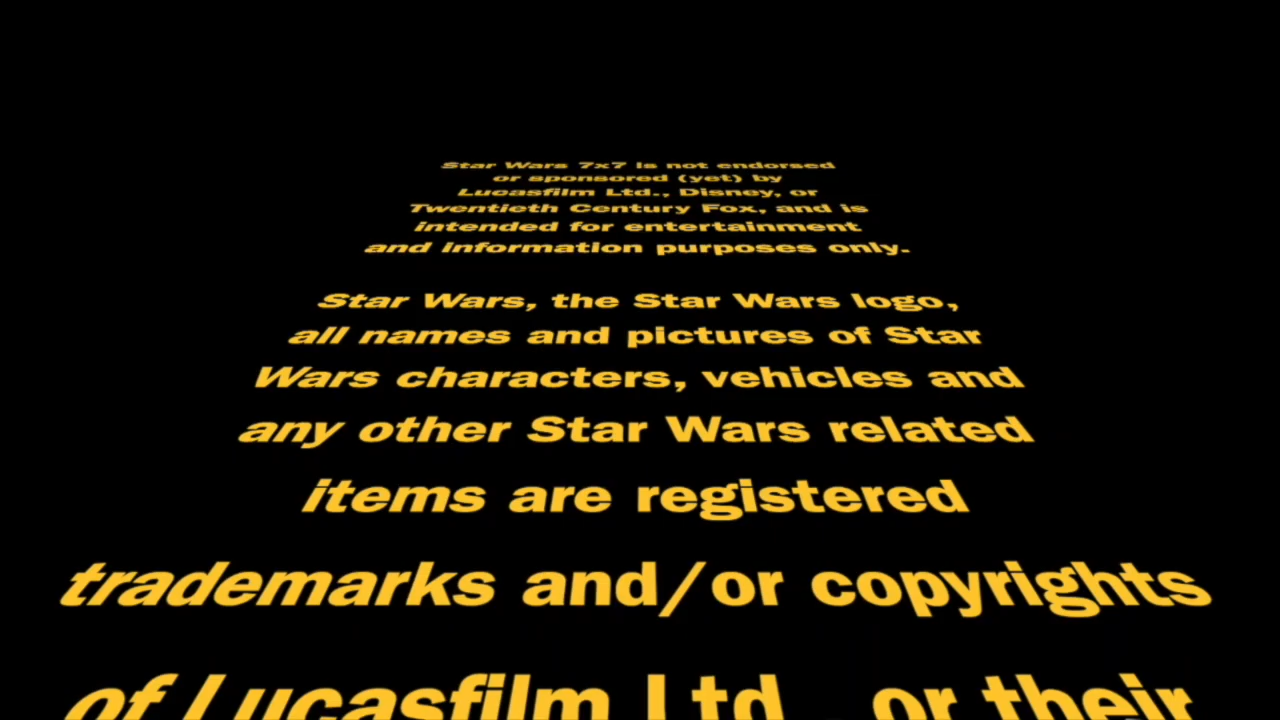 Star Wars 7x7 is not endorsed
or sponsored (yet) by
Lucasfilm Ltd., Disney, or
Twentieth Century Fox, and is
intended for entertainment
and information purposes only.
Star Wars, the Star Wars logo,
all names and pictures of Star
Wars characters, vehicles and
any other Star Wars related
items are registered
trademarks and/or copyrights
of Lucasfilm Ltd., or their